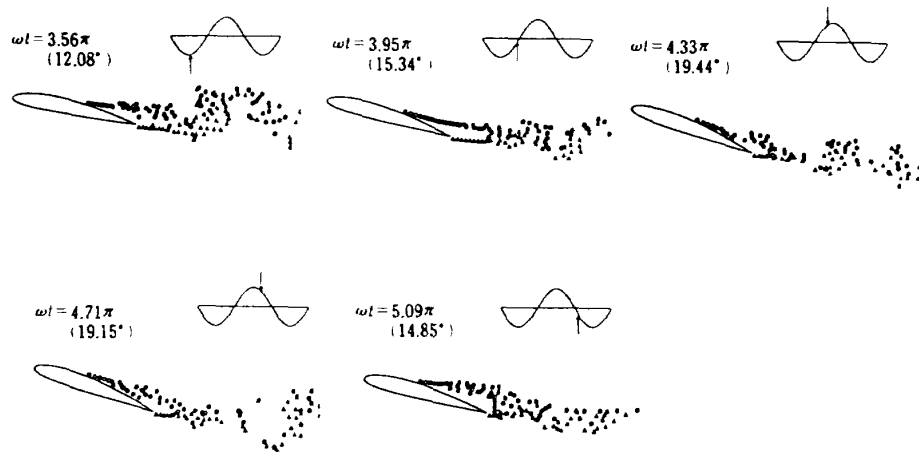 ωt = 3.56π
(12.08°)
ωt = 3.95π
(15.34°)
ωt = 4.33π
(19.44°)
ωt = 4.71π
(19.15°)
ωt = 5.09π
(14.85°)